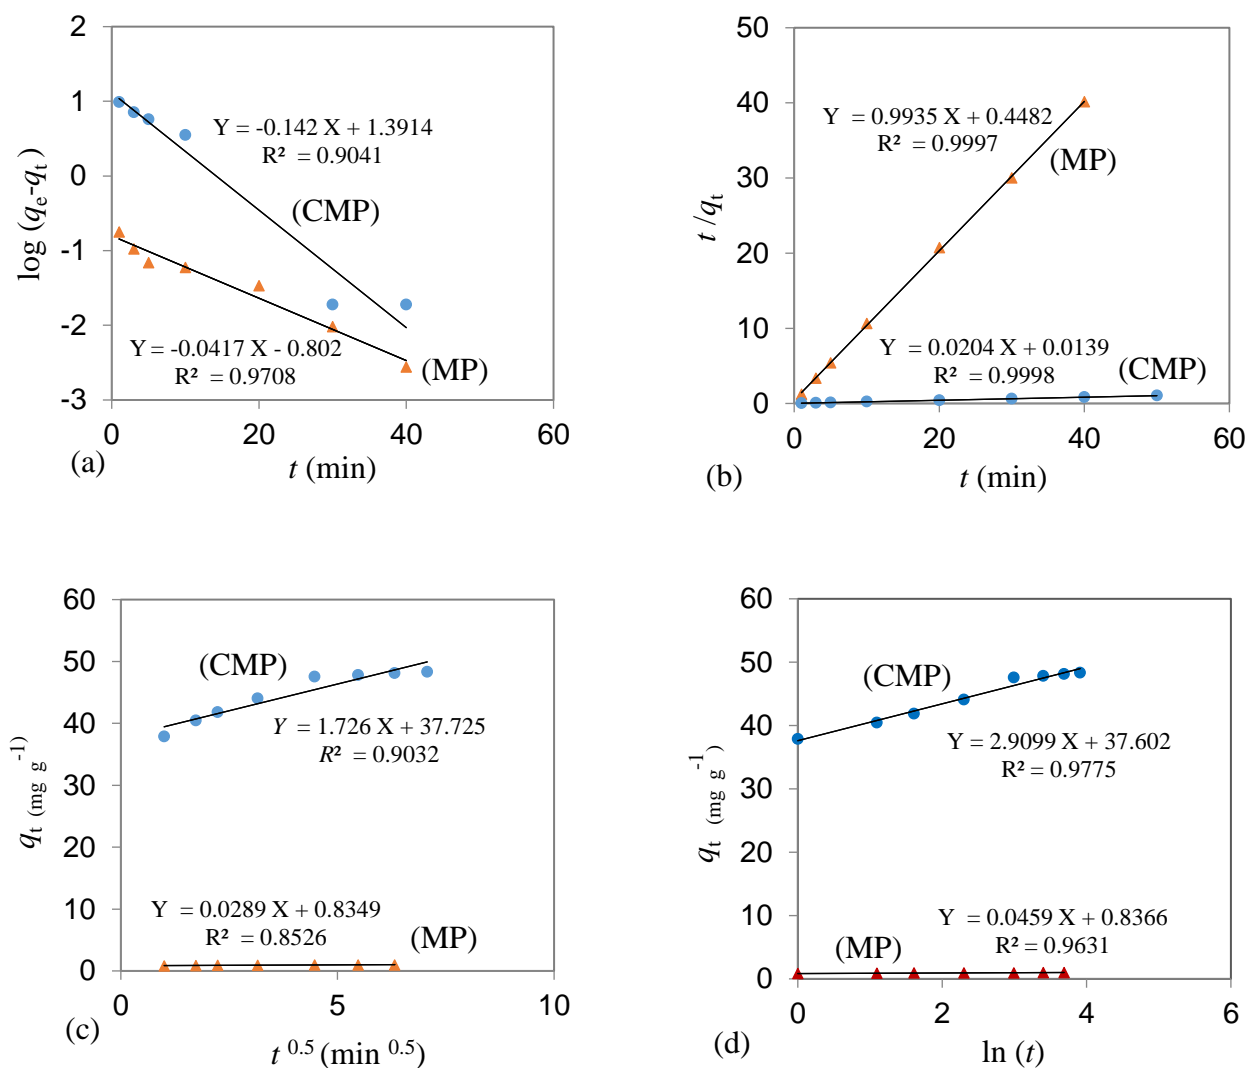 2
1
0
-1
-2
-3
log (qe-qt)
Y = -0.142 X + 1.3914
R² = 0.9041
(CMP)
Y = -0.0417 X - 0.802
R² = 0.9708
(MP)
0 20 40 60
(a)
t (min)
50
40
30
20
10
0
t /qt
Y = 0.9935 X + 0.4482
R² = 0.9997
(MP)
Y = 0.0204 X + 0.0139
R² = 0.9998
(CMP)
0 20 40 60
(b)
t (min)
60
50
40
30
20
10
0
qt (mg g-1)
(CMP)
Y = 1.726 X + 37.725
R² = 0.9032
Y = 0.0289 X + 0.8349
R² = 0.8526
(MP)
0 5 10
(c)
t 0.5 (min 0.5)
60
50
40
30
20
10
0
qt (mg g-1)
(CMP)
Y = 2.9099 X + 37.602
R² = 0.9775
Y = 0.0459 X + 0.8366
R² = 0.9631
(MP)
0 2 4 6
(d)
ln (t)